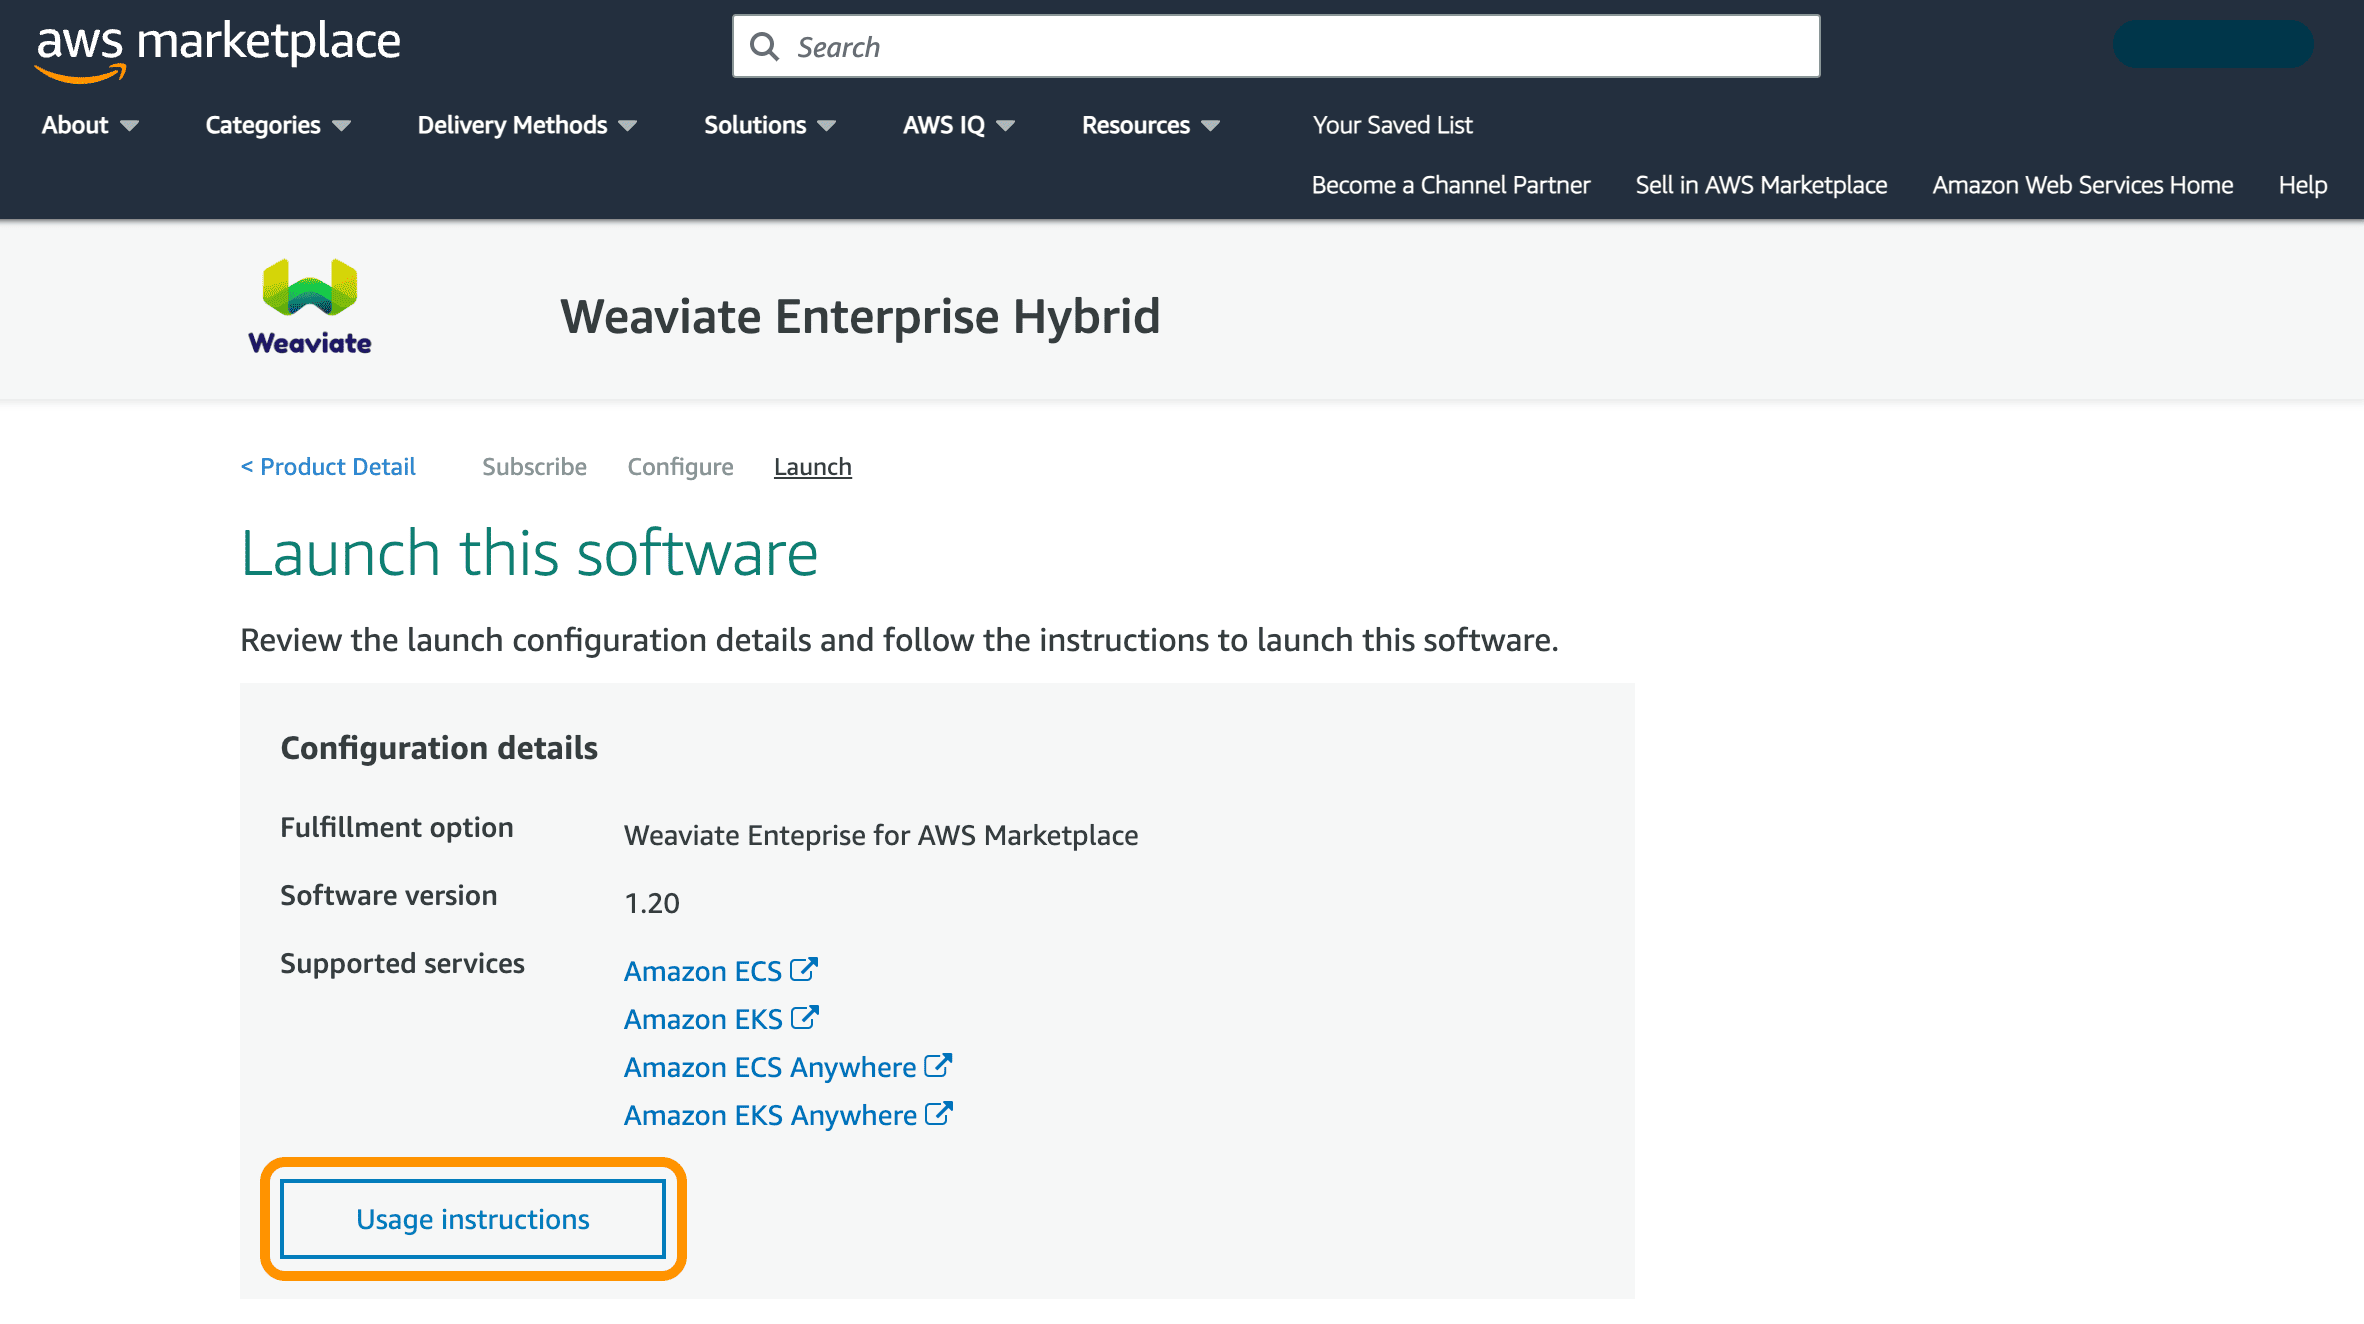 aws marketplace
Search
About
Categories
Delivery Methods
Solutions
AWS IQ
Resources
Your Saved List
Become a Channel Partner
Sell in AWS Marketplace
Amazon Web Services Home
Help
Weaviate
Weaviate Enterprise Hybrid
< Product Detail
Subscribe
Configure
Launch
Launch this software
Review the launch configuration details and follow the instructions to launch this software.
Configuration details
Fulfillment option
Weaviate Enteprise for AWS Marketplace
Software version
1.20
Supported services
Amazon ECS
Amazon EKS
Amazon ECS Anywhere
Amazon EKS Anywhere
Usage instructions